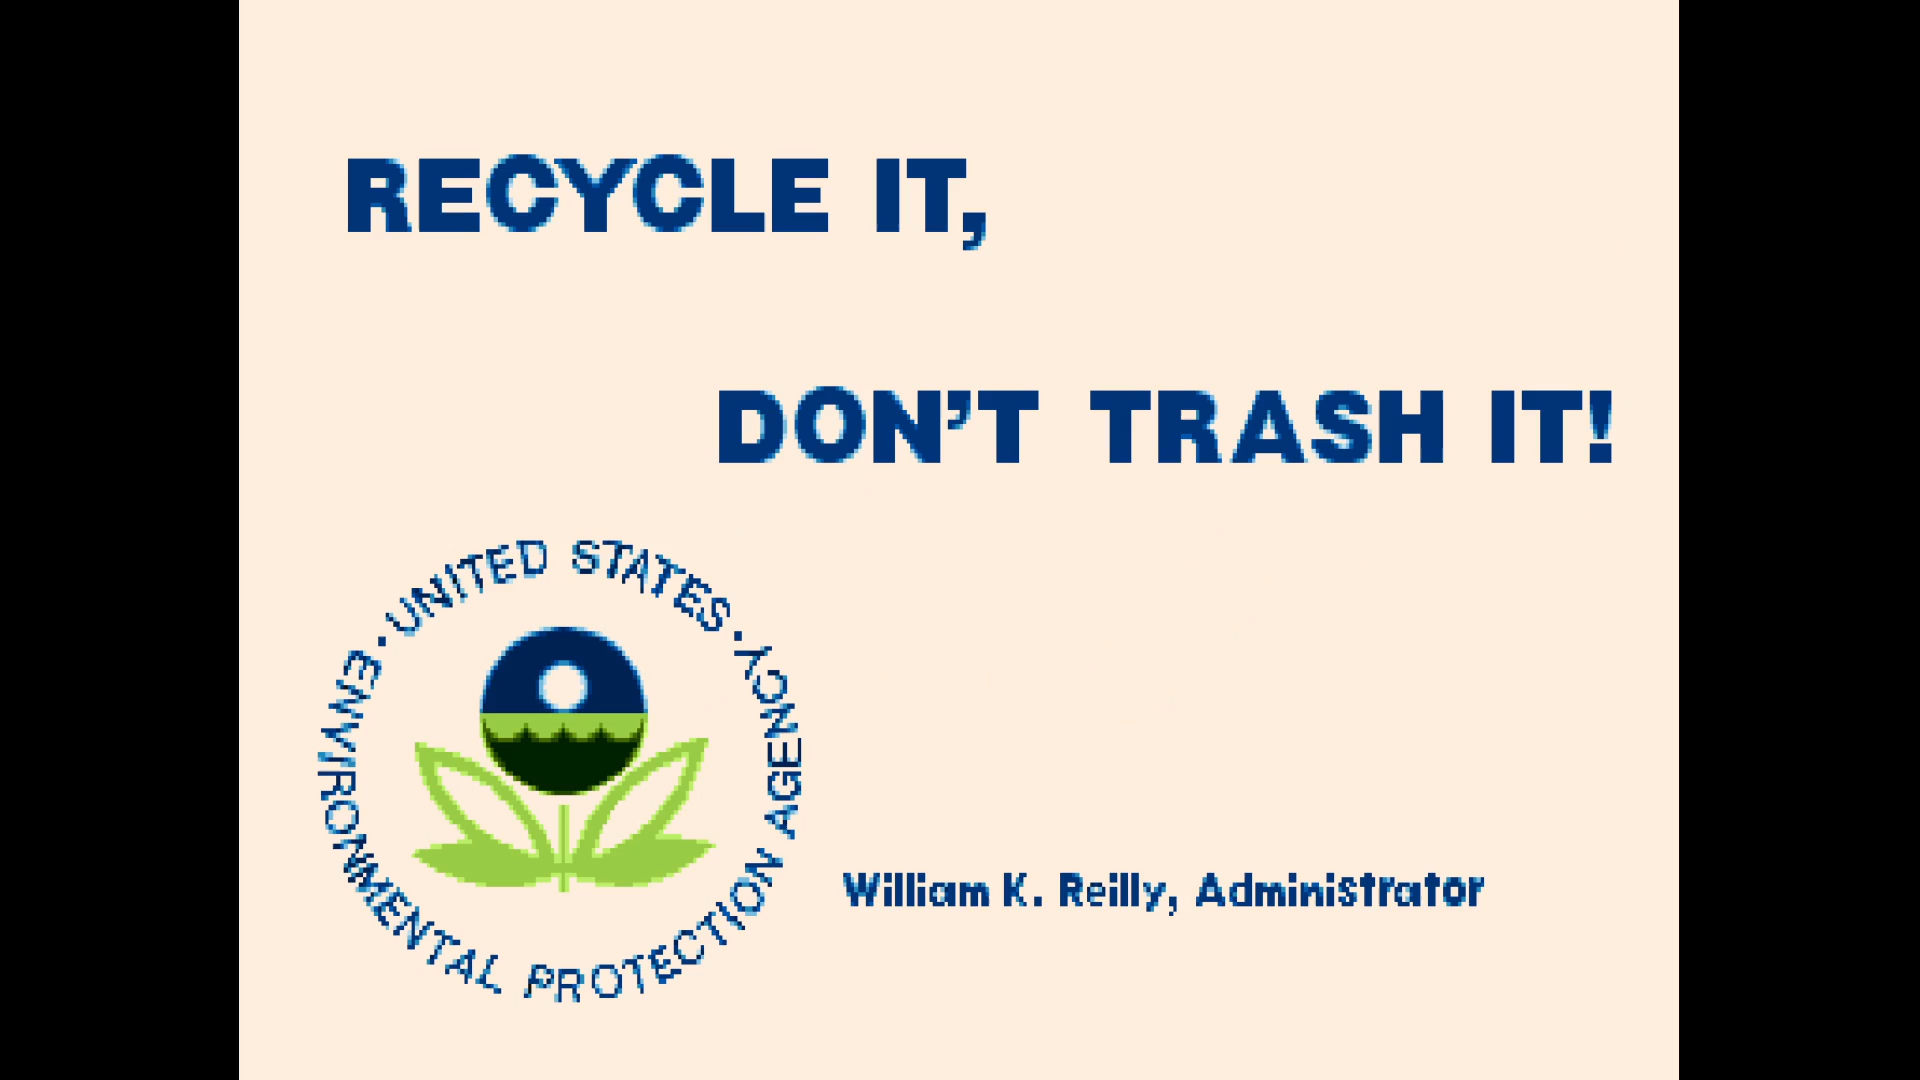 RECYCLE IT,
DON'T TRASH IT!
UNITED STATES
·ENVIRONMENTAL PROTECTION AGENCY·
William K. Reilly, Administrator